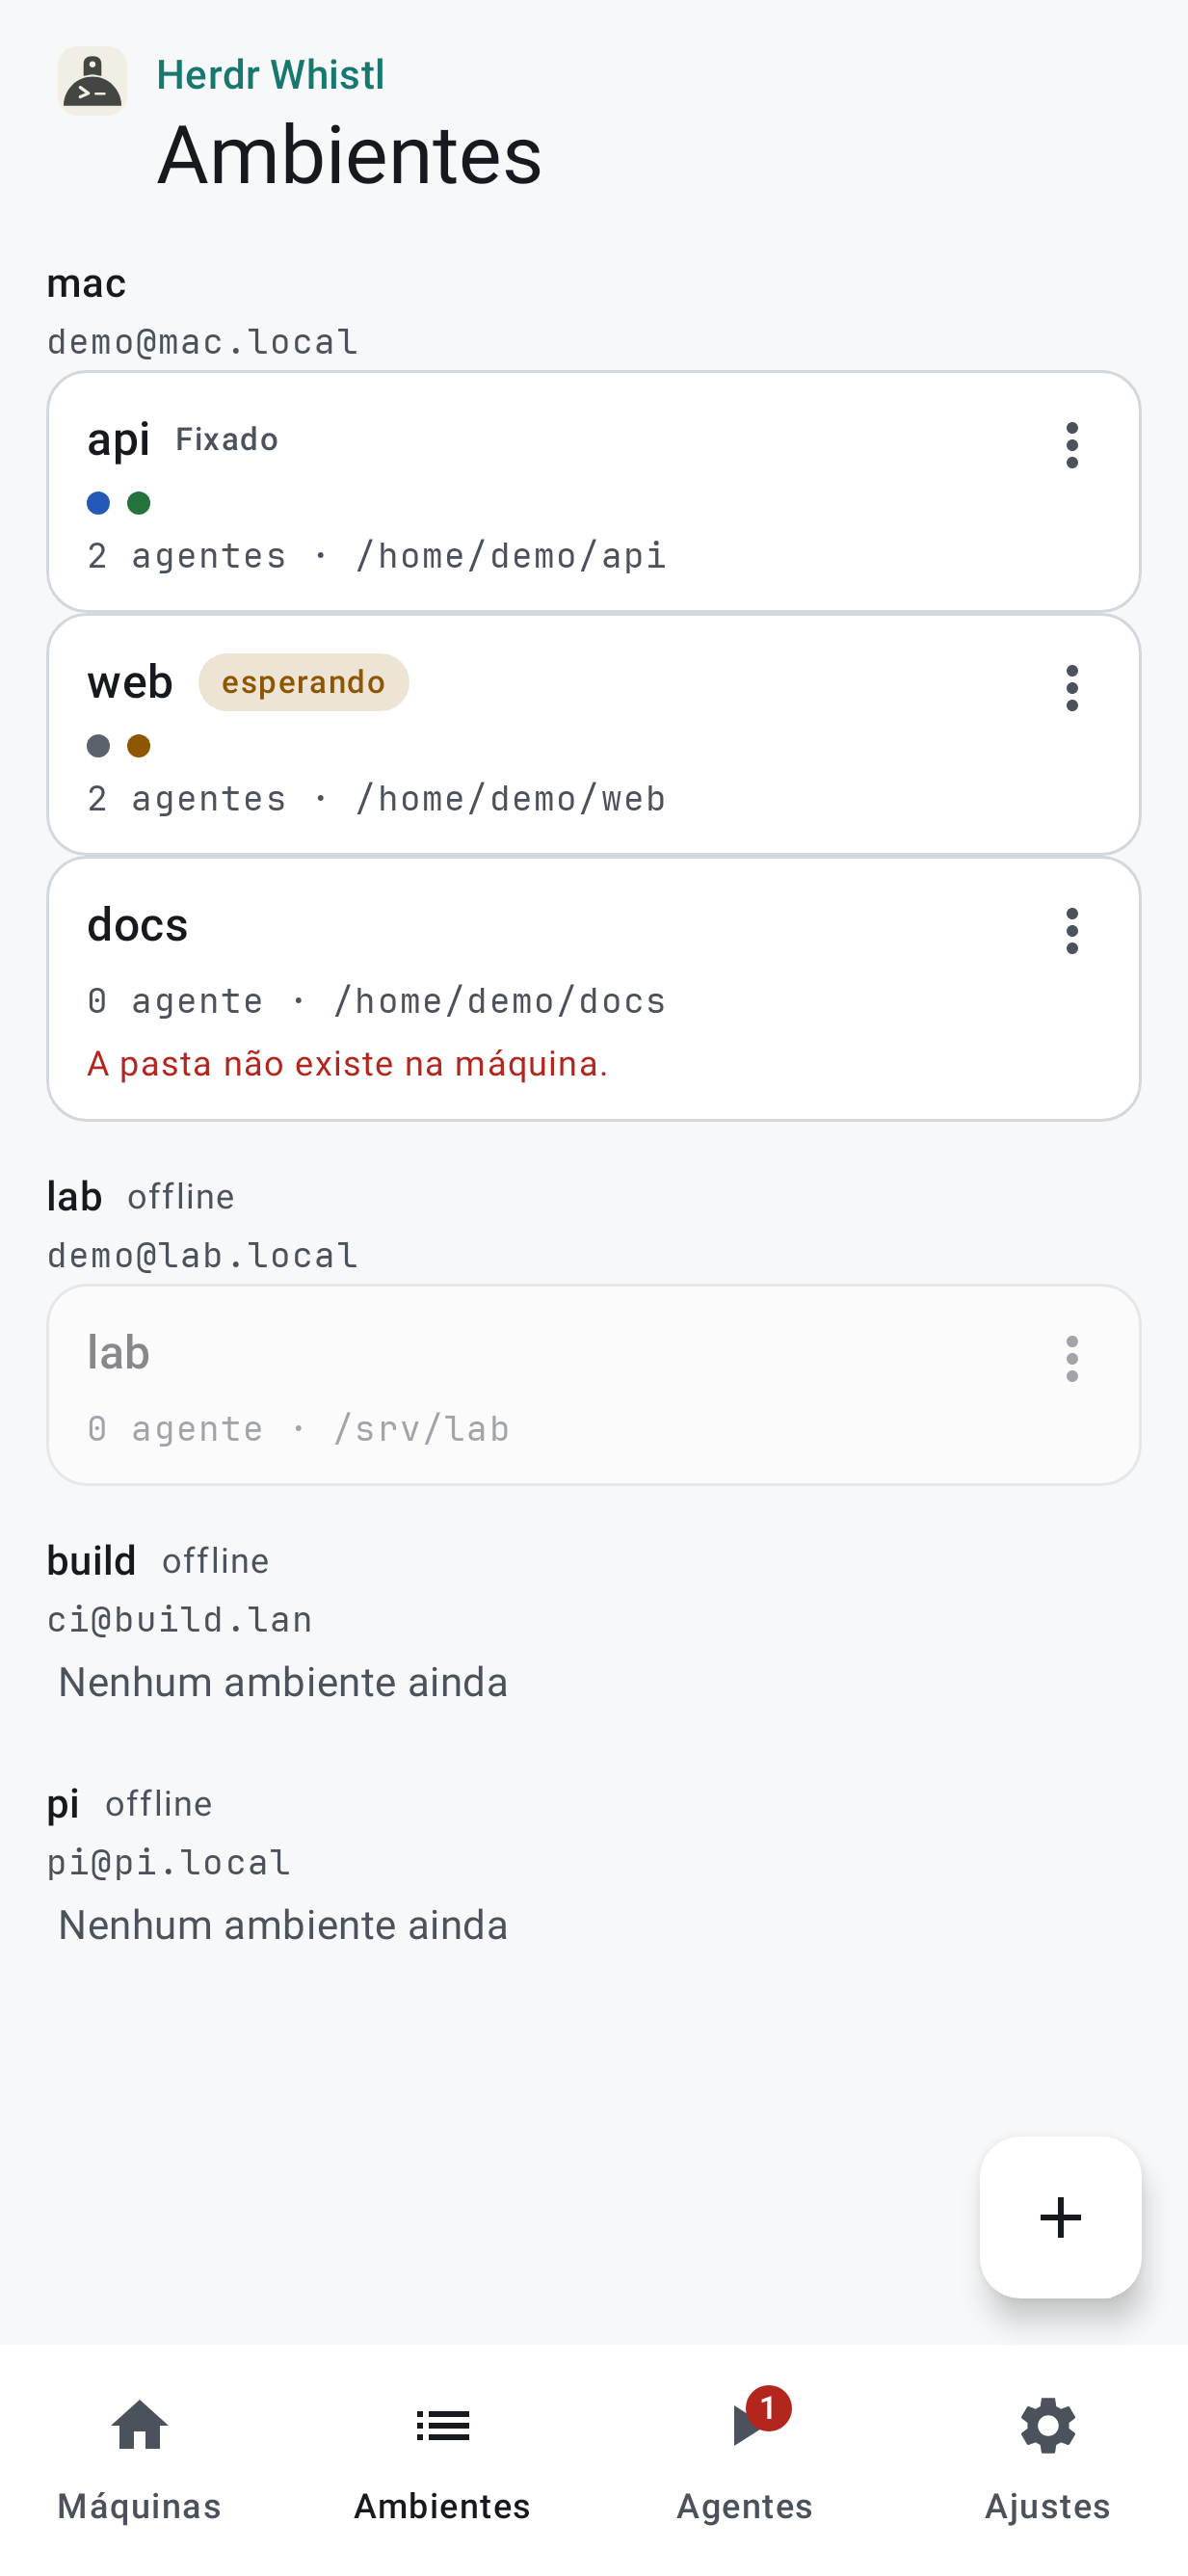 Herdr Whistl
Ambientes
mac
demo@mac.local
api Fixado
2 agentes · /home/demo/api
web esperando
2 agentes · /home/demo/web
docs
0 agente · /home/demo/docs
A pasta não existe na máquina.
lab offline
demo@lab.local
lab
0 agente · /srv/lab
build offline
ci@build.lan
Nenhum ambiente ainda
pi offline
pi@pi.local
Nenhum ambiente ainda
1
Máquinas Ambientes Agentes Ajustes